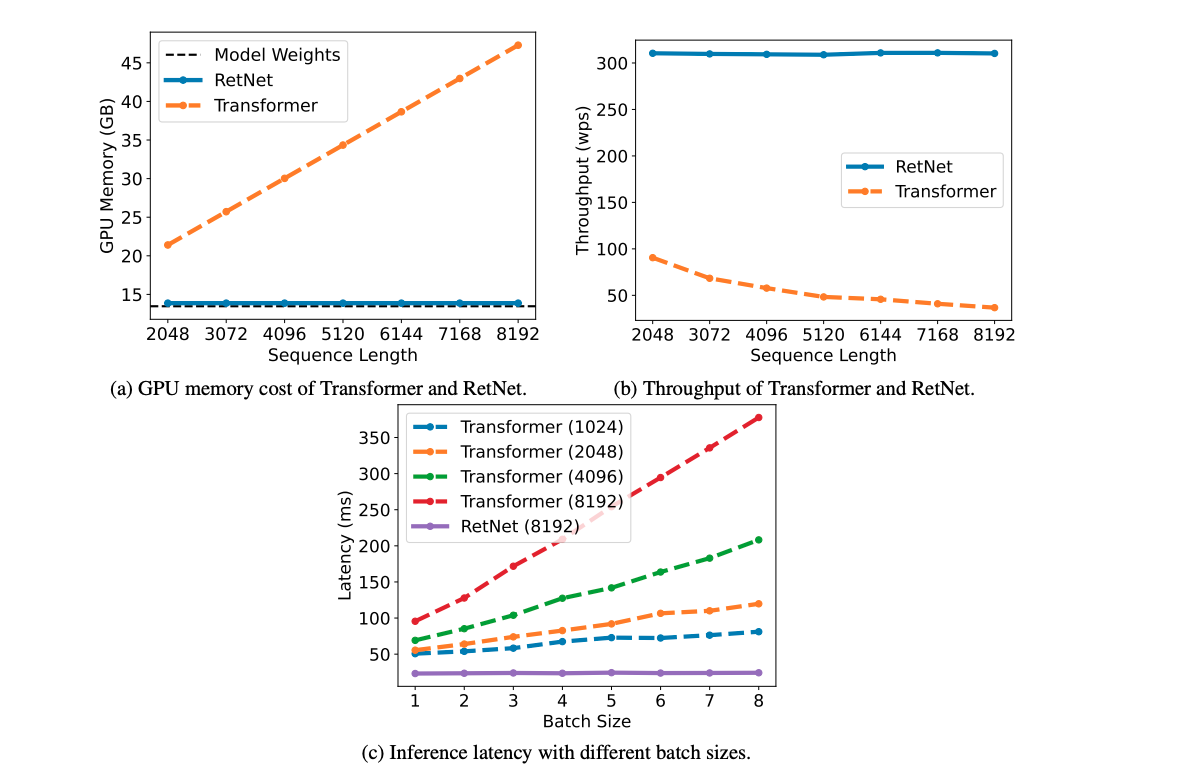 45
40
35
30
25
20
15
GPU Memory (GB)
Model Weights
RetNet
Transformer
2048 3072 4096 5120 6144 7168 8192
Sequence Length
(a) GPU memory cost of Transformer and RetNet.
300
250
200
150
100
50
Throughput (wps)
RetNet
Transformer
2048 3072 4096 5120 6144 7168 8192
Sequence Length
(b) Throughput of Transformer and RetNet.
350
300
250
200
150
100
50
Latency (ms)
Transformer (1024)
Transformer (2048)
Transformer (4096)
Transformer (8192)
RetNet (8192)
1 2 3 4 5 6 7 8
Batch Size
(c) Inference latency with different batch sizes.